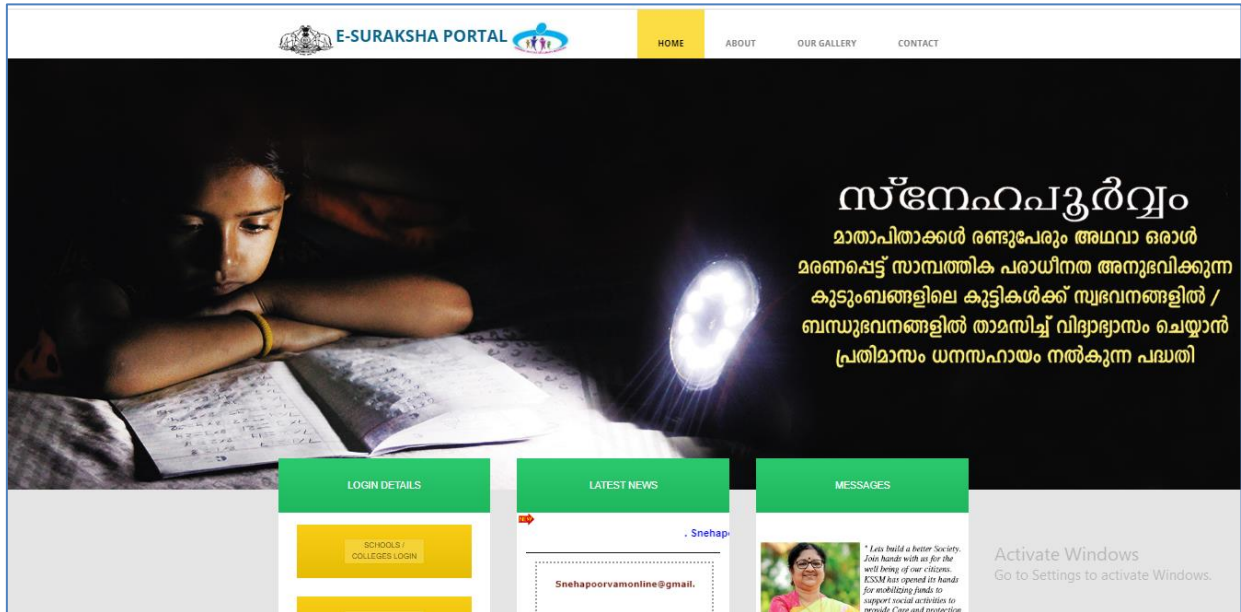 E-SURAKSHA PORTAL
HOME
ABOUT
OUR GALLERY
CONTACT
സ്നേഹപൂർവ്വം
മാതാപിതാക്കൾ രണ്ടുപേരും അഥവാ ഒരാൾ
മരണപ്പെട്ട് സാമ്പത്തിക പരാധീനത അനുഭവിക്കുന്ന
കുടുംബങ്ങളിലെ കുട്ടികൾക്ക് സ്വഭവനങ്ങളിൽ /
ബന്ധുഭവനങ്ങളിൽ താമസിച്ച് വിദ്യാഭ്യാസം ചെയ്യാൻ
പ്രതിമാസം ധനസഹായം നൽകുന്ന പദ്ധതി
LOGIN DETAILS
SCHOOLS /
COLLEGES LOGIN
LATEST NEWS
. Snehap
Snehapoorvamonline@gmail.
MESSAGES
" Lets build a better Society.
Join hands with us for the
well being of our citizens.
KSSM has opened its hands
for mobilizing funds to
support social activities to
provide Care and protection
Activate Windows
Go to Settings to activate Windows.